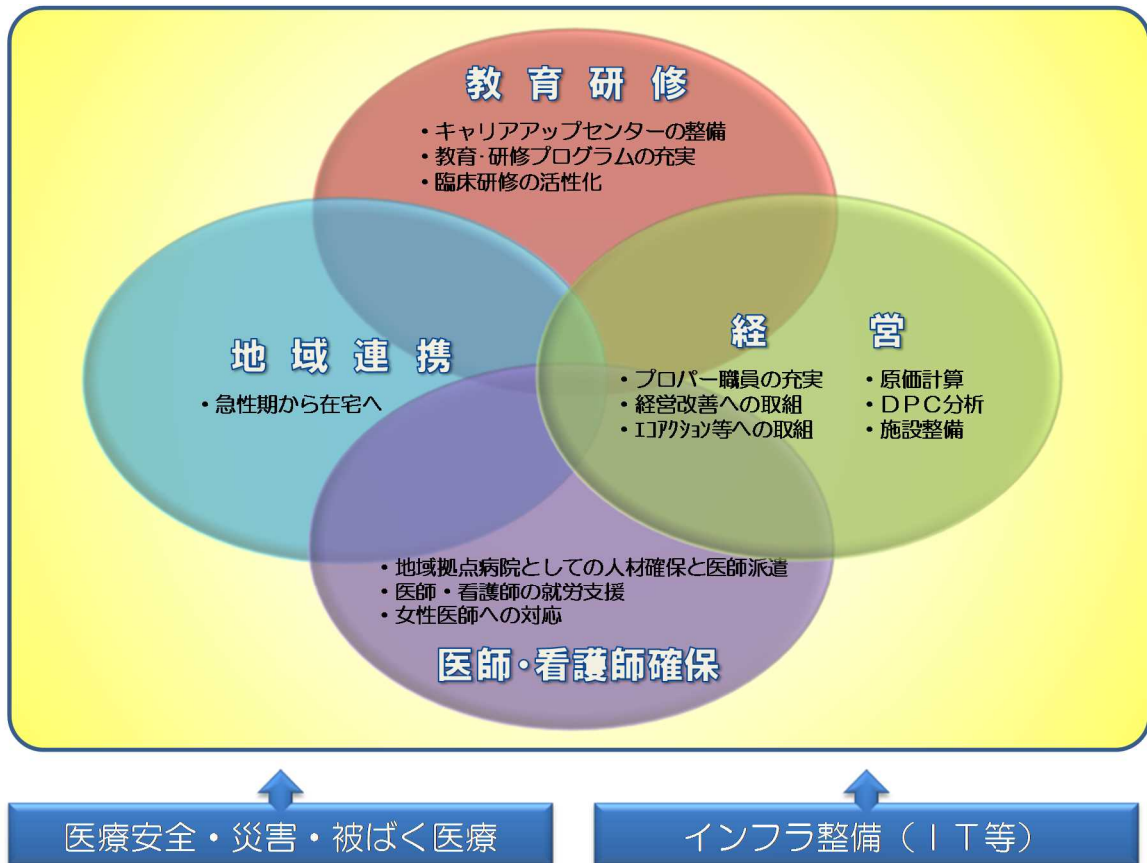 教育研修
・キャリアアップセンターの整備
・教育･研修プログラムの充実
・臨床研修の活性化
地域連携
・急性期から在宅へ
経営
・プロパー職員の充実
・経営改善への取組
・ｴｺｱｸｼｮﾝ等への取組
・原価計算
・ＤＰＣ分析
・施設整備
・地域拠点病院としての人材確保と医師派遣
・医師・看護師の就労支援
・女性医師への対応
医師・看護師確保
医療安全・災害・被ばく医療
インフラ整備（ＩＴ等）